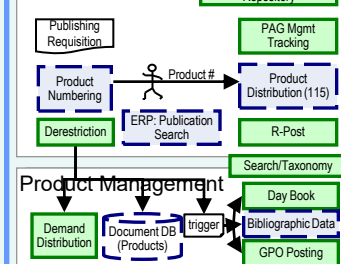 Repository
Publishing
Requisition
PAG Mgmt
Tracking
Product
Numbering
Product #
Product
Distribution (115)
Derestriction
ERP: Publication
Search
R-Post
Search/Taxonomy
Product Management
Day Book
Demand
Distribution
Document DB
(Products)
trigger
Bibliographic Data
GPO Posting